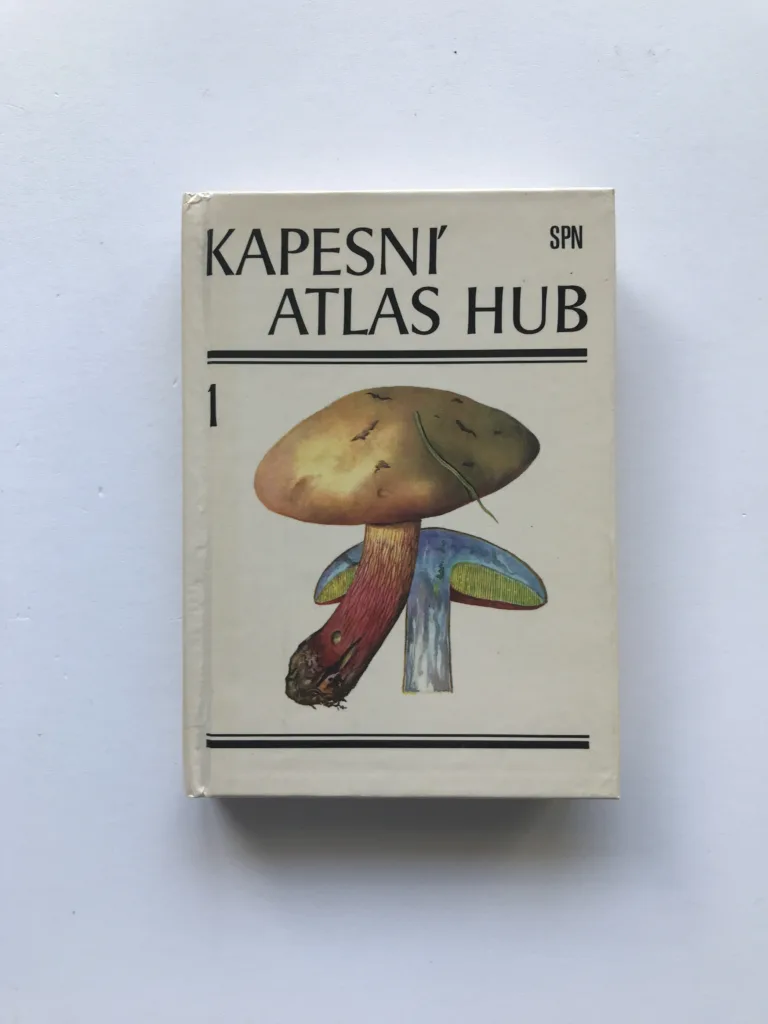 KAPESNÍ
SPN
ATLAS HUB
1